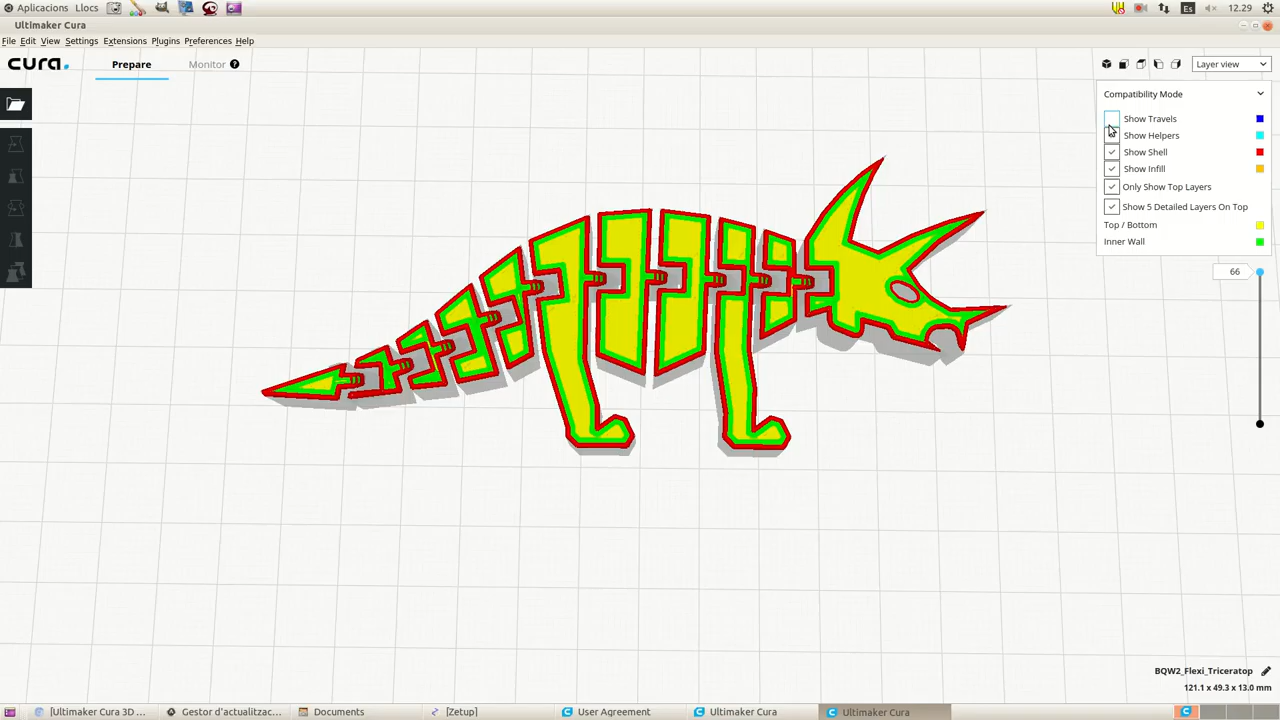 Aplicacions Llocs Es 12.29
Ultimaker Cura
File Edit View Settings Extensions Plugins Preferences Help
cura. Prepare Monitor ? Layer view
Compatibility Mode
Show Travels
Show Helpers
Show Shell
Show Infill
Only Show Top Layers
Show 5 Detailed Layers On Top
Top / Bottom
Inner Wall
66
BQW2_Flexi_Triceratop
121.1 x 49.3 x 13.0 mm
[Ultimaker Cura 3D ... Gestor d'actualitzac... Documents [Zetup] User Agreement Ultimaker Cura Ultimaker Cura